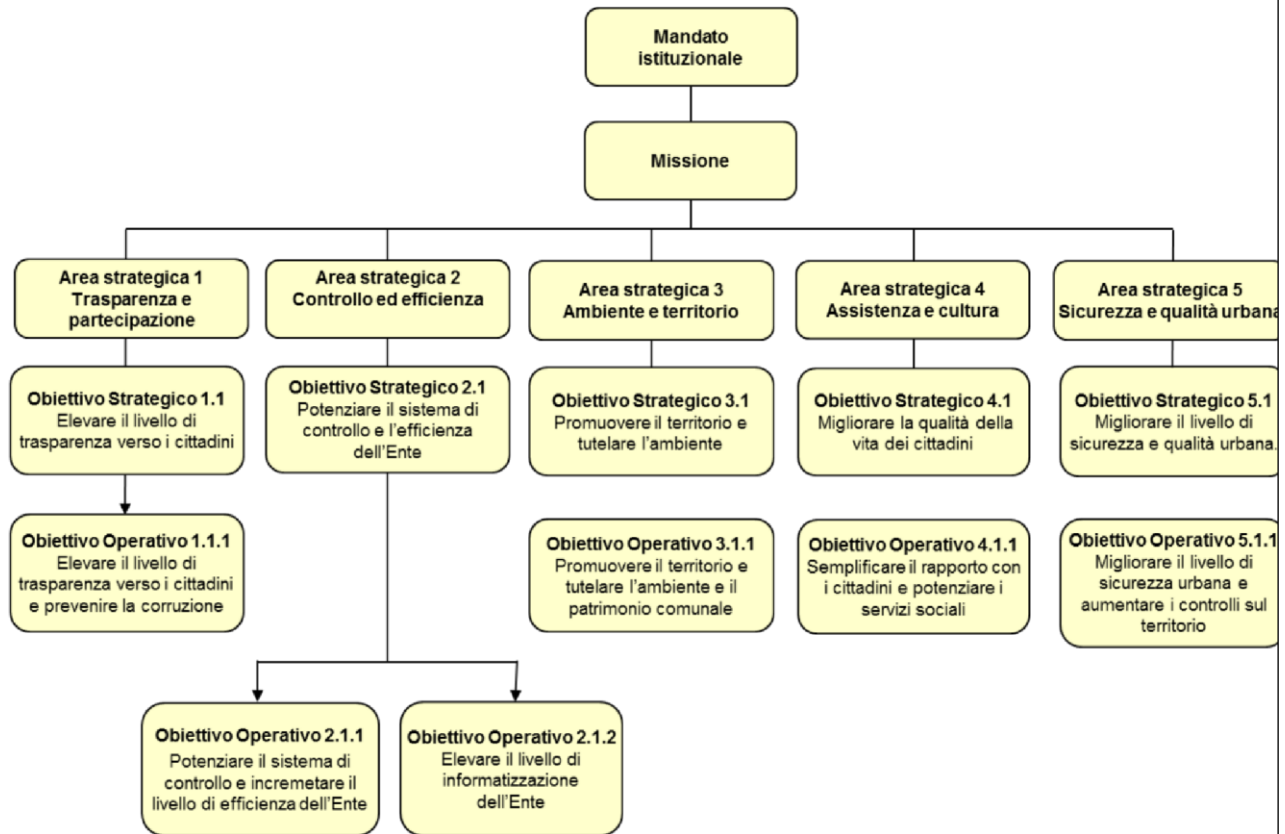 Mandato
istituzionale
Missione
Area strategica 1
Trasparenza e
partecipazione
Area strategica 2
Controllo ed efficienza
Area strategica 3
Ambiente e territorio
Area strategica 4
Assistenza e cultura
Area strategica 5
Sicurezza e qualità urbana
Obiettivo Strategico 1.1
Elevare il livello di
trasparenza verso i cittadini
Obiettivo Strategico 2.1
Potenziare il sistema di
controllo e l'efficienza
dell'Ente
Obiettivo Strategico 3.1
Promuovere il territorio e
tutelare l'ambiente
Obiettivo Strategico 4.1
Migliorare la qualità della
vita dei cittadini
Obiettivo Strategico 5.1
Migliorare il livello di
sicurezza e qualità urbana.
Obiettivo Operativo 1.1.1
Elevare il livello di
trasparenza verso i cittadini
e prevenire la corruzione
Obiettivo Operativo 3.1.1
Promuovere il territorio e
tutelare l'ambiente e il
patrimonio comunale
Obiettivo Operativo 4.1.1
Semplificare il rapporto con
i cittadini e potenziare i
servizi sociali
Obiettivo Operativo 5.1.1
Migliorare il livello di
sicurezza urbana e
aumentare i controlli sul
territorio
Obiettivo Operativo 2.1.1
Potenziare il sistema di
controllo e incremetare il
livello di efficienza dell'Ente
Obiettivo Operativo 2.1.2
Elevare il livello di
informatizzazione
dell'Ente